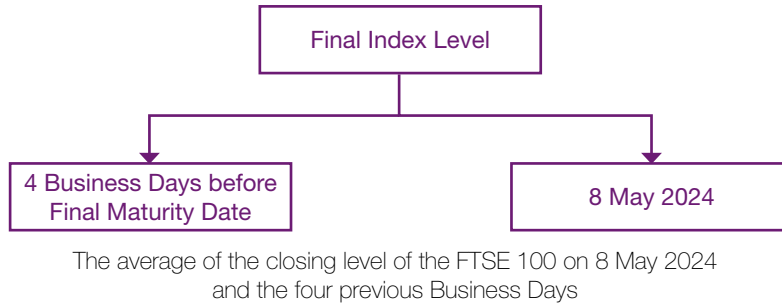 Final Index Level
4 Business Days before
Final Maturity Date
8 May 2024
The average of the closing level of the FTSE 100 on 8 May 2024
and the four previous Business Days